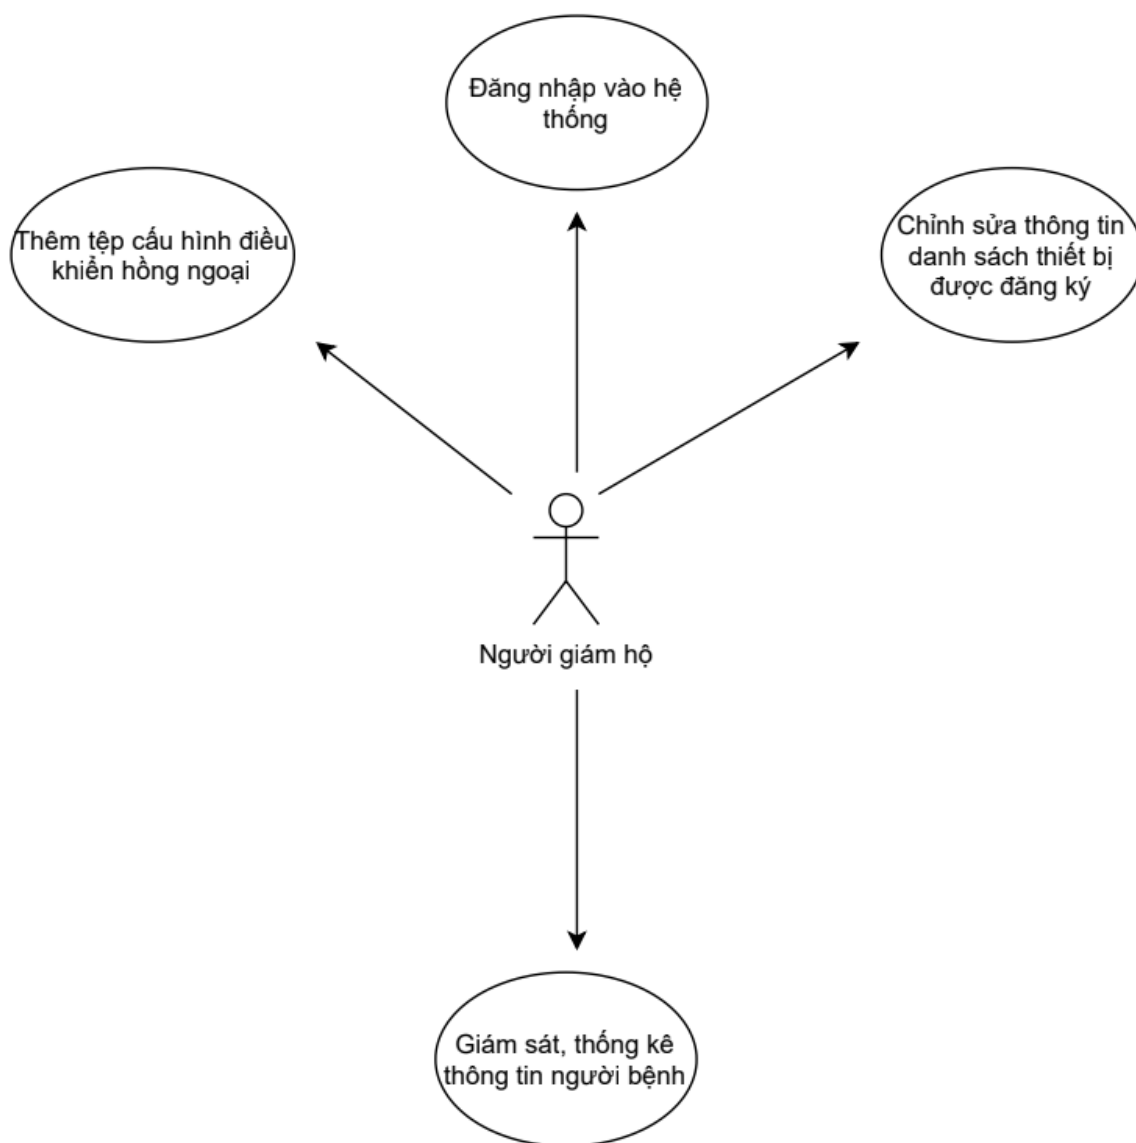 Đăng nhập vào hệ
thống
Thêm tệp cấu hình điều
khiển hồng ngoại
Chỉnh sửa thông tin
danh sách thiết bị
được đăng ký
Người giám hộ
Giám sát, thống kê
thông tin người bệnh